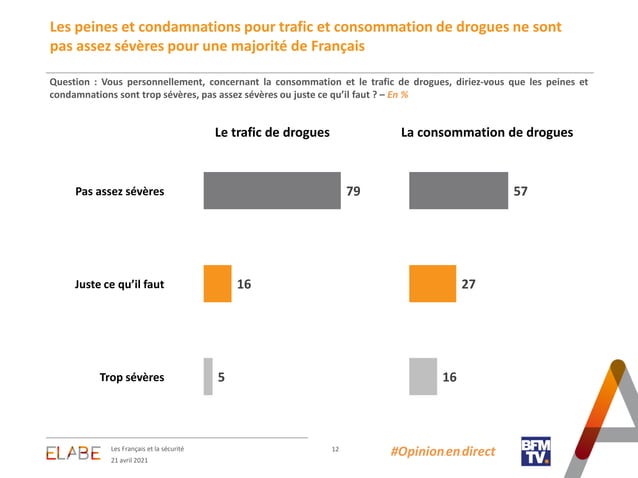 Les peines et condamnations pour trafic et consommation de drogues ne sont
pas assez sévères pour une majorité de Français
Question : Vous personnellement, concernant la consommation et le trafic de drogues, diriez-vous que les peines et
condamnations sont trop sévères, pas assez sévères ou juste ce qu’il faut ? – En %
Le trafic de drogues
La consommation de drogues
Pas assez sévères
79
57
Juste ce qu’il faut
16
27
Trop sévères
5
16
ELABE
Les Français et la sécurité
21 avril 2021
12
#Opinionendirect
BFM
TV.